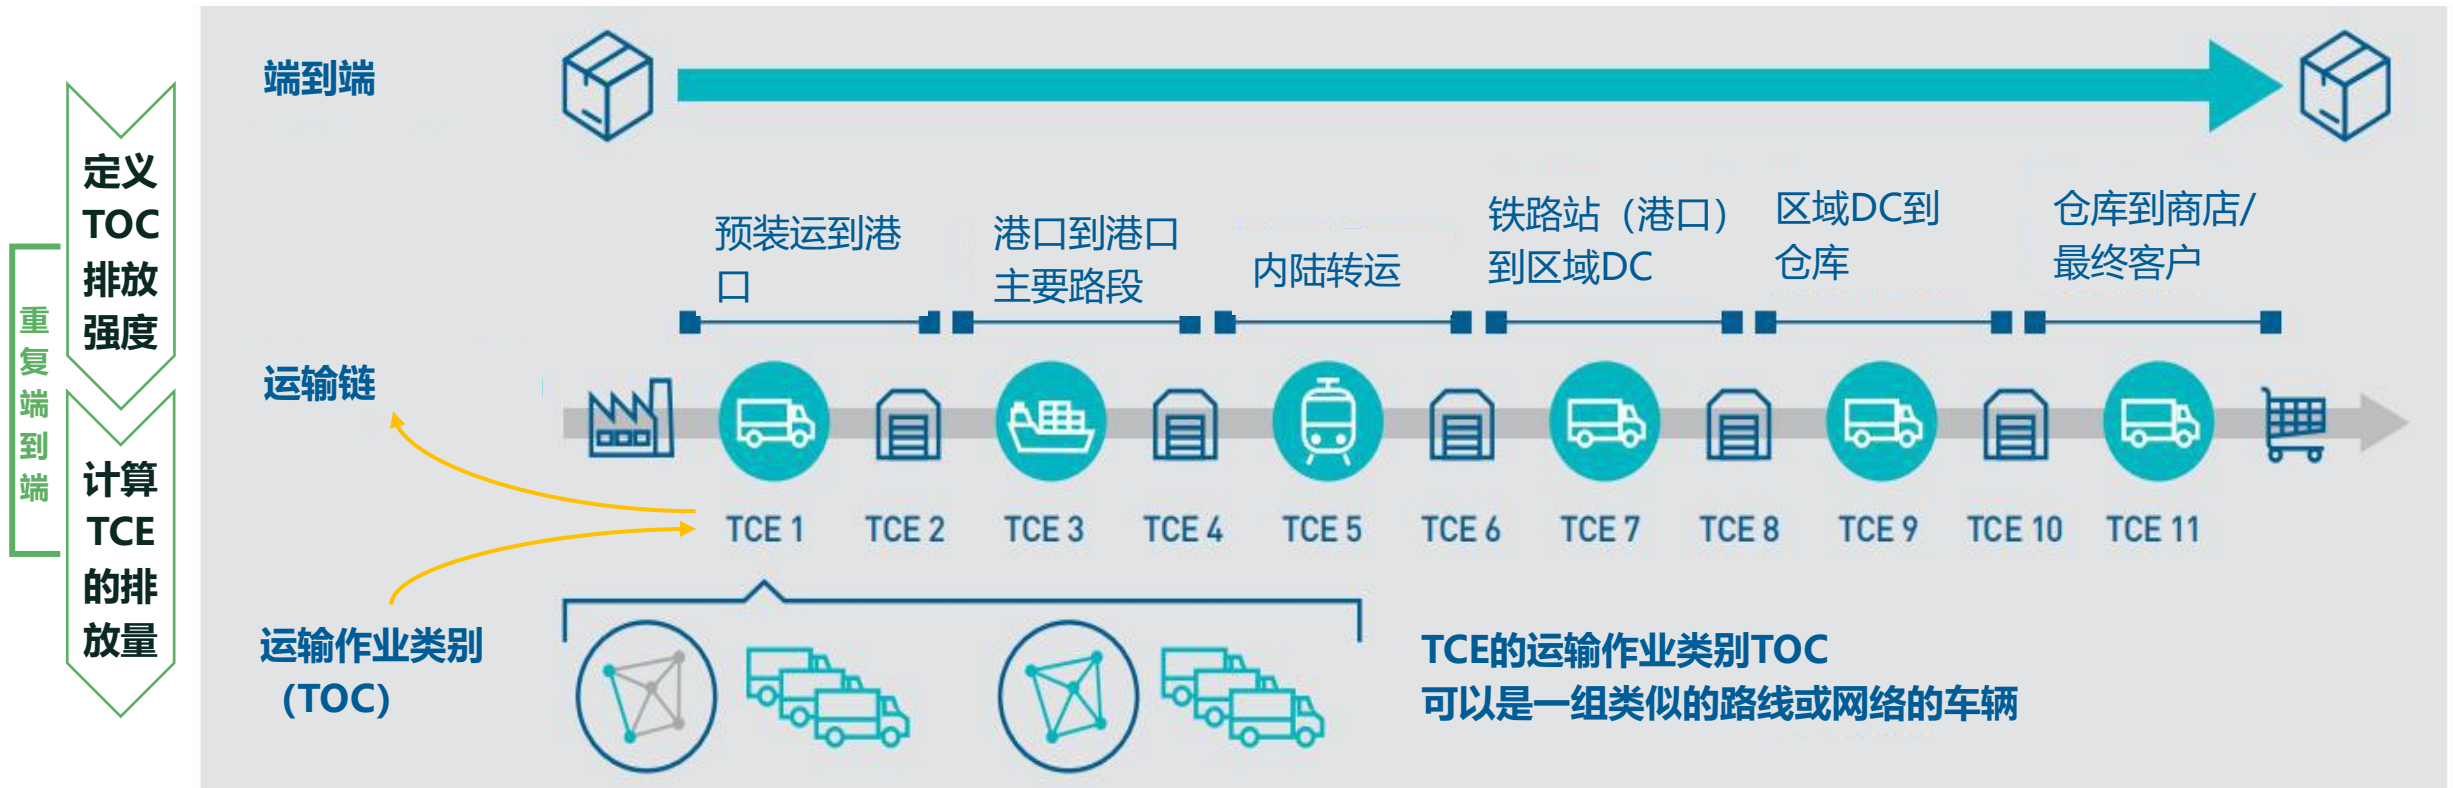 端到端
定义
TOC
排放
强度
重
复
端
到
端
计算
TCE
的排
放量
预装运到港
口
港口到港口
主要路段
内陆转运
铁路站（港口）
到区域DC
区域DC到
仓库
仓库到商店/
最终客户
运输链
TCE 1
TCE 2
TCE 3
TCE 4
TCE 5
TCE 6
TCE 7
TCE 8
TCE 9
TCE 10
TCE 11
运输作业类别
（TOC）
TCE的运输作业类别TOC
可以是一组类似的路线或网络的车辆